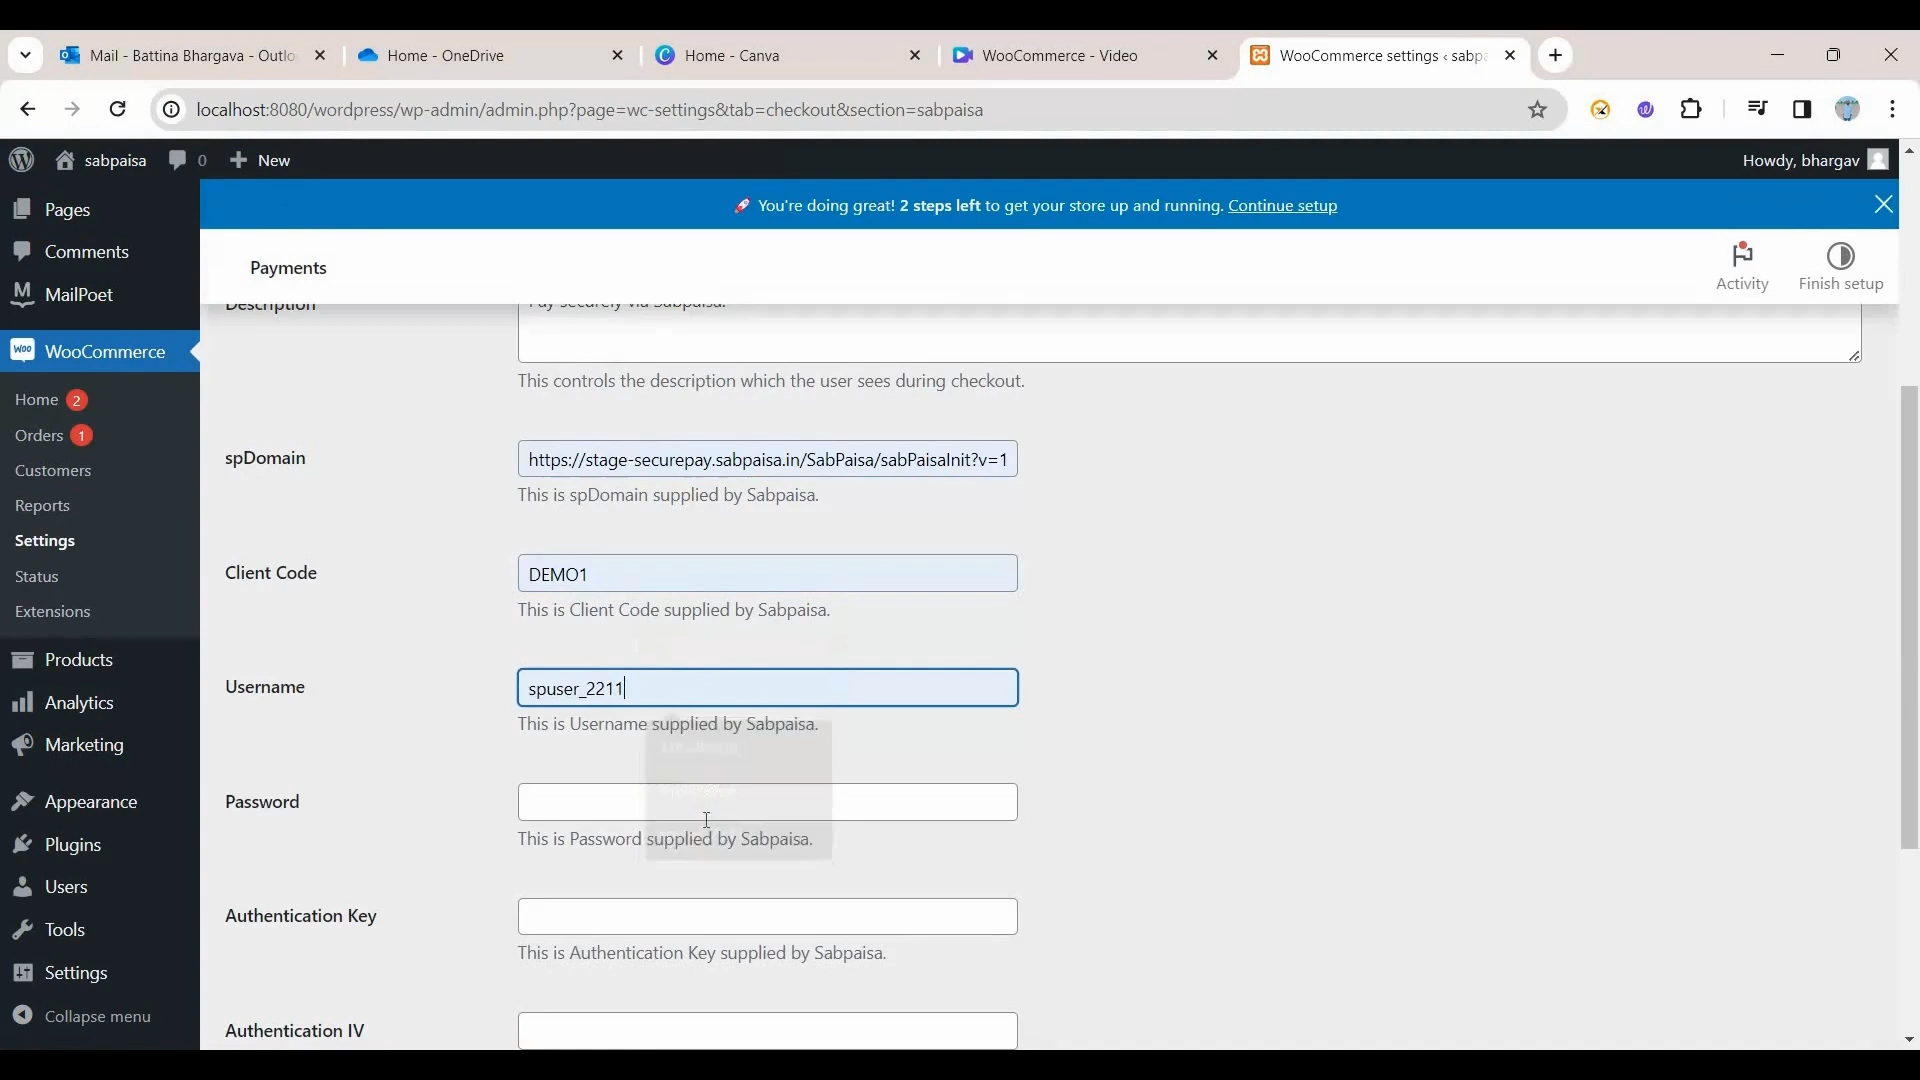 Mail - Battina Bhargava - Outlo
Home - OneDrive
Home - Canva
WooCommerce - Video
WooCommerce settings ‹ sabpa
localhost:8080/wordpress/wp-admin/admin.php?page=wc-settings&tab=checkout&section=sabpaisa
sabpaisa
0
New
Howdy, bhargav
Pages
Comments
MailPoet
WooCommerce
Home 2
Orders 1
Customers
Reports
Settings
Status
Extensions
Products
Analytics
Marketing
Appearance
Plugins
Users
Tools
Settings
Collapse menu
You're doing great! 2 steps left to get your store up and running. Continue setup
Payments
Activity
Finish setup
Description
Pay securely via Sabpaisa.
This controls the description which the user sees during checkout.
spDomain
https://stage-securepay.sabpaisa.in/SabPaisa/sabPaisaInit?v=1
This is spDomain supplied by Sabpaisa.
Client Code
DEMO1
This is Client Code supplied by Sabpaisa.
Username
spuser_2211
This is Username supplied by Sabpaisa.
Password
This is Password supplied by Sabpaisa.
Authentication Key
This is Authentication Key supplied by Sabpaisa.
Authentication IV